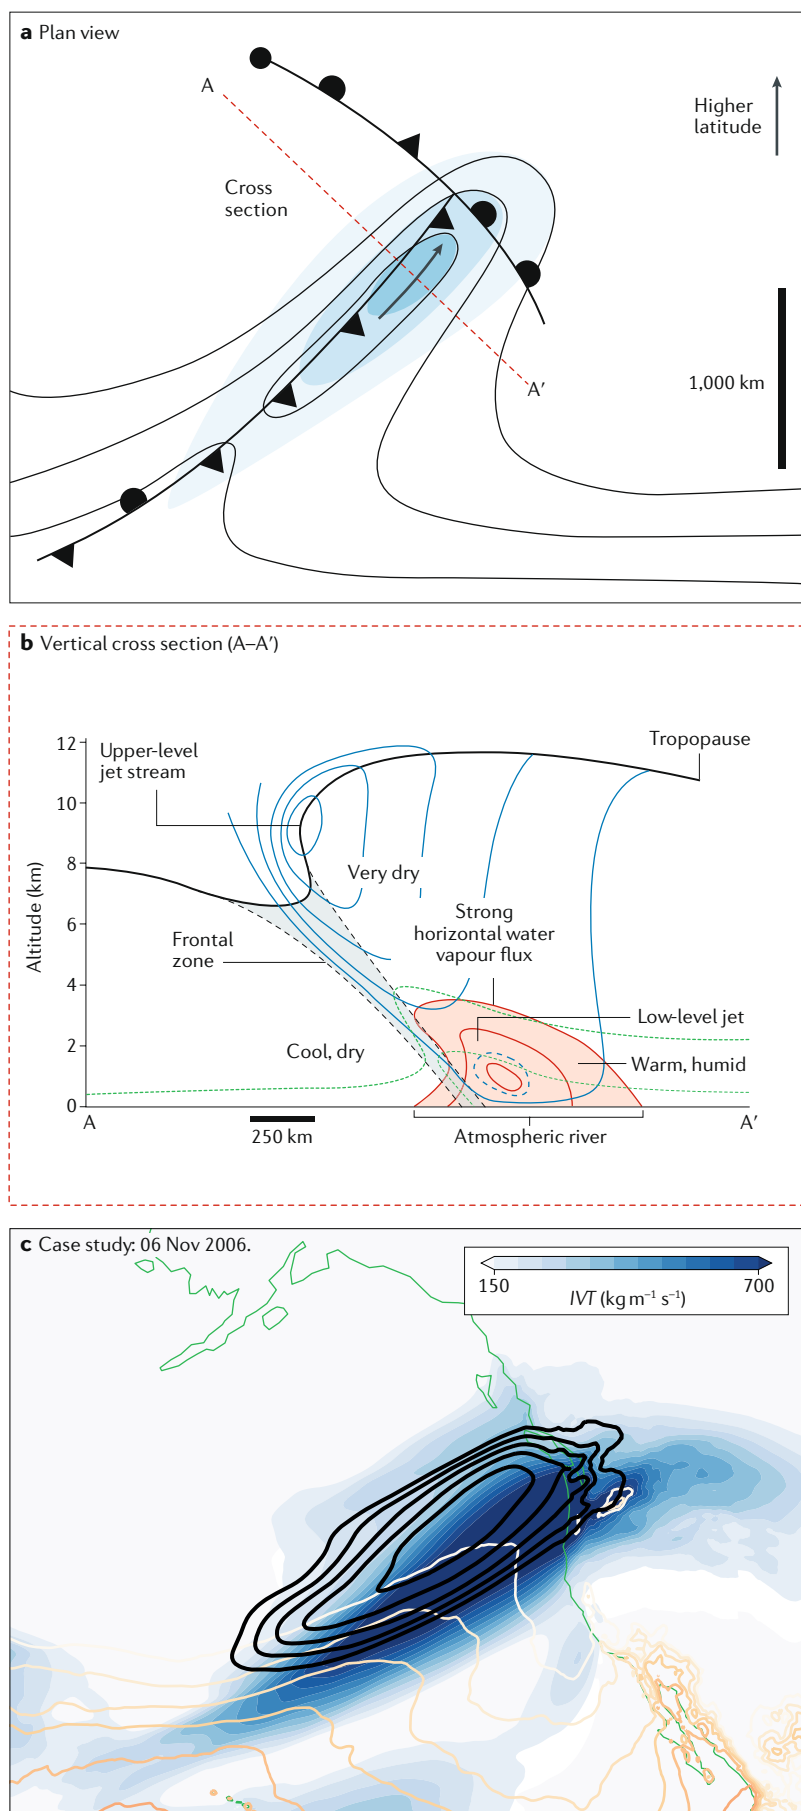 a Plan view
A
Higher
latitude
Cross
section
1,000 km
A′
b Vertical cross section (A–A′)
12
Upper-level
jet stream
Tropopause
10
Altitude (km)
8
Very dry
6
Strong
horizontal water
vapour flux
Frontal
zone
4
Low-level jet
2
Cool, dry
Warm, humid
0
A
250 km
Atmospheric river
A′
c Case study: 06 Nov 2006.
150
700
IVT (kg m⁻¹ s⁻¹)